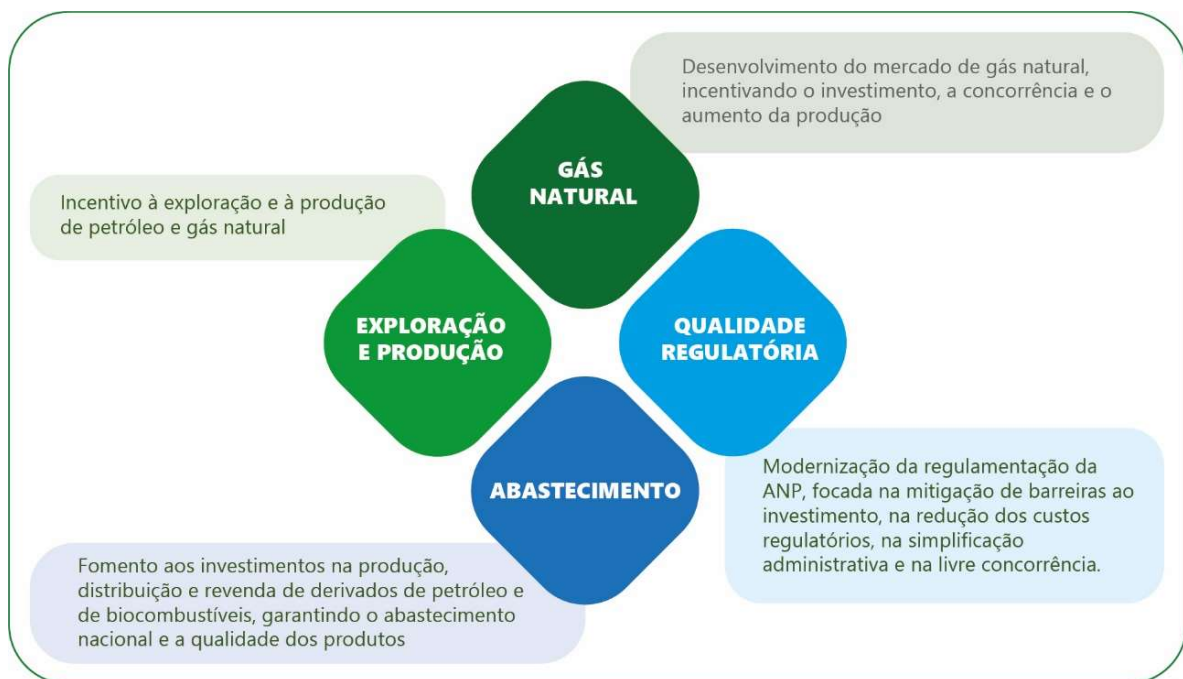 Desenvolvimento do mercado de gás natural,
incentivando o investimento, a concorrência e o
aumento da produção
GÁS
NATURAL
Incentivo à exploração e à produção
de petróleo e gás natural
EXPLORAÇÃO
E PRODUÇÃO
QUALIDADE
REGULATÓRIA
ABASTECIMENTO
Modernização da regulamentação da
ANP, focada na mitigação de barreiras ao
investimento, na redução dos custos
regulatórios, na simplificação
administrativa e na livre concorrência.
Fomento aos investimentos na produção,
distribuição e revenda de derivados de petróleo e
de biocombustíveis, garantindo o abastecimento
nacional e a qualidade dos produtos